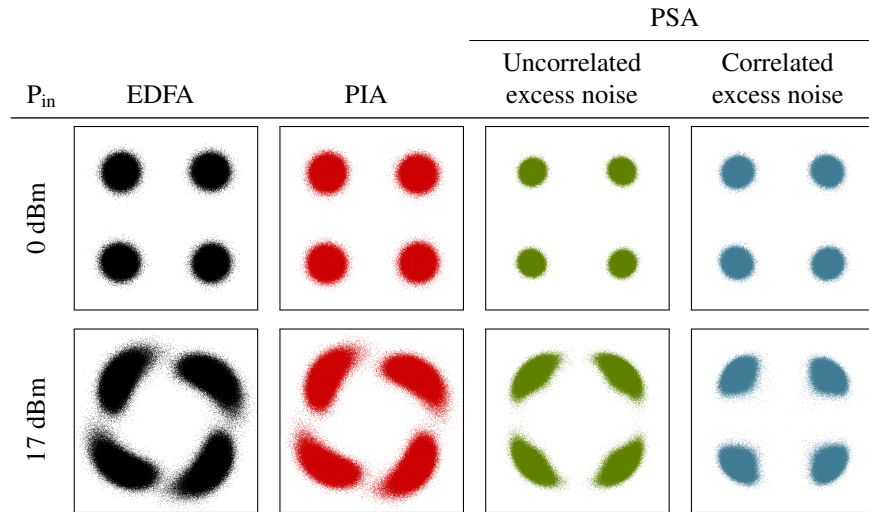 PSA
Uncorrelated Correlated
P_in EDFA PIA excess noise excess noise
0 dBm
17 dBm